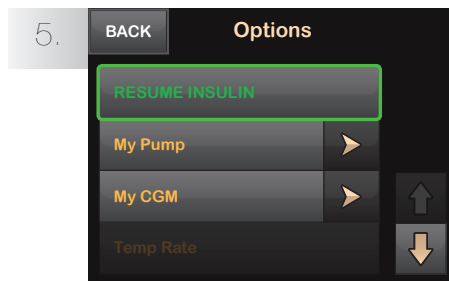 5.
BACK
Options
RESUME INSULIN
My Pump
My CGM
Temp Rate